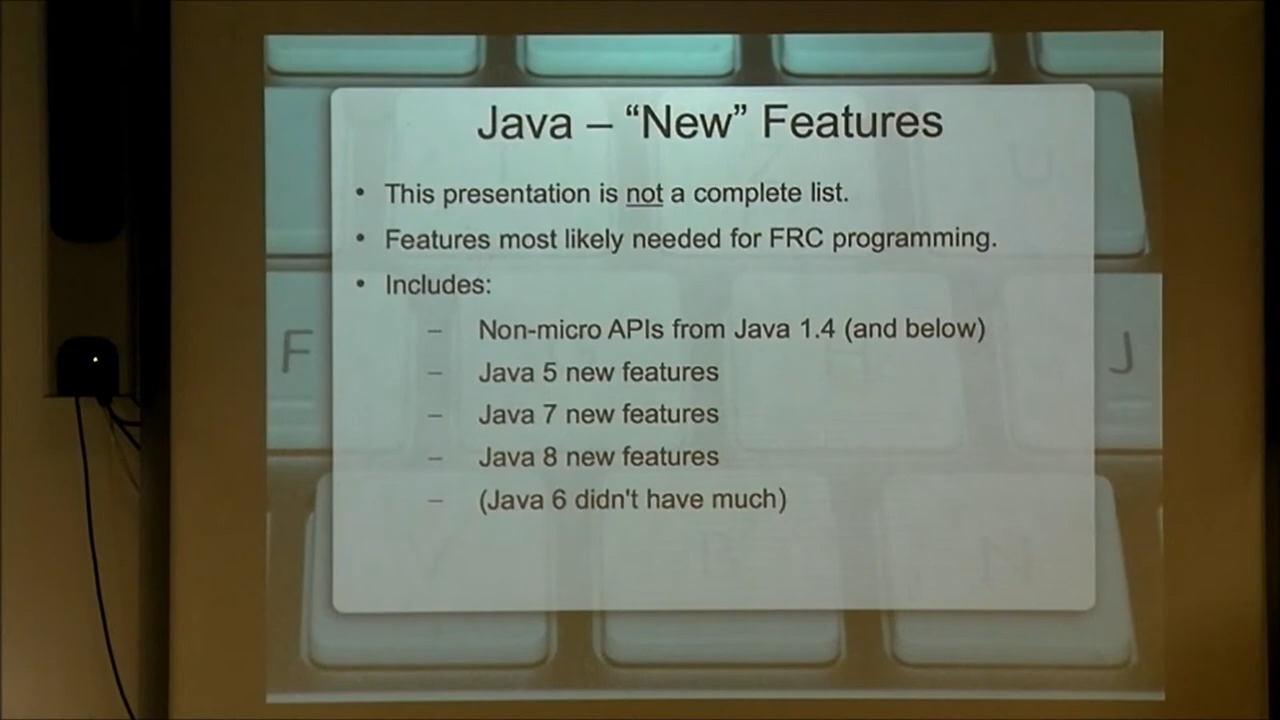 Java – “New” Features
• This presentation is not a complete list.
• Features most likely needed for FRC programming.
• Includes:
– Non-micro APIs from Java 1.4 (and below)
– Java 5 new features
– Java 7 new features
– Java 8 new features
– (Java 6 didn't have much)
U
F
H
J
V
B
N